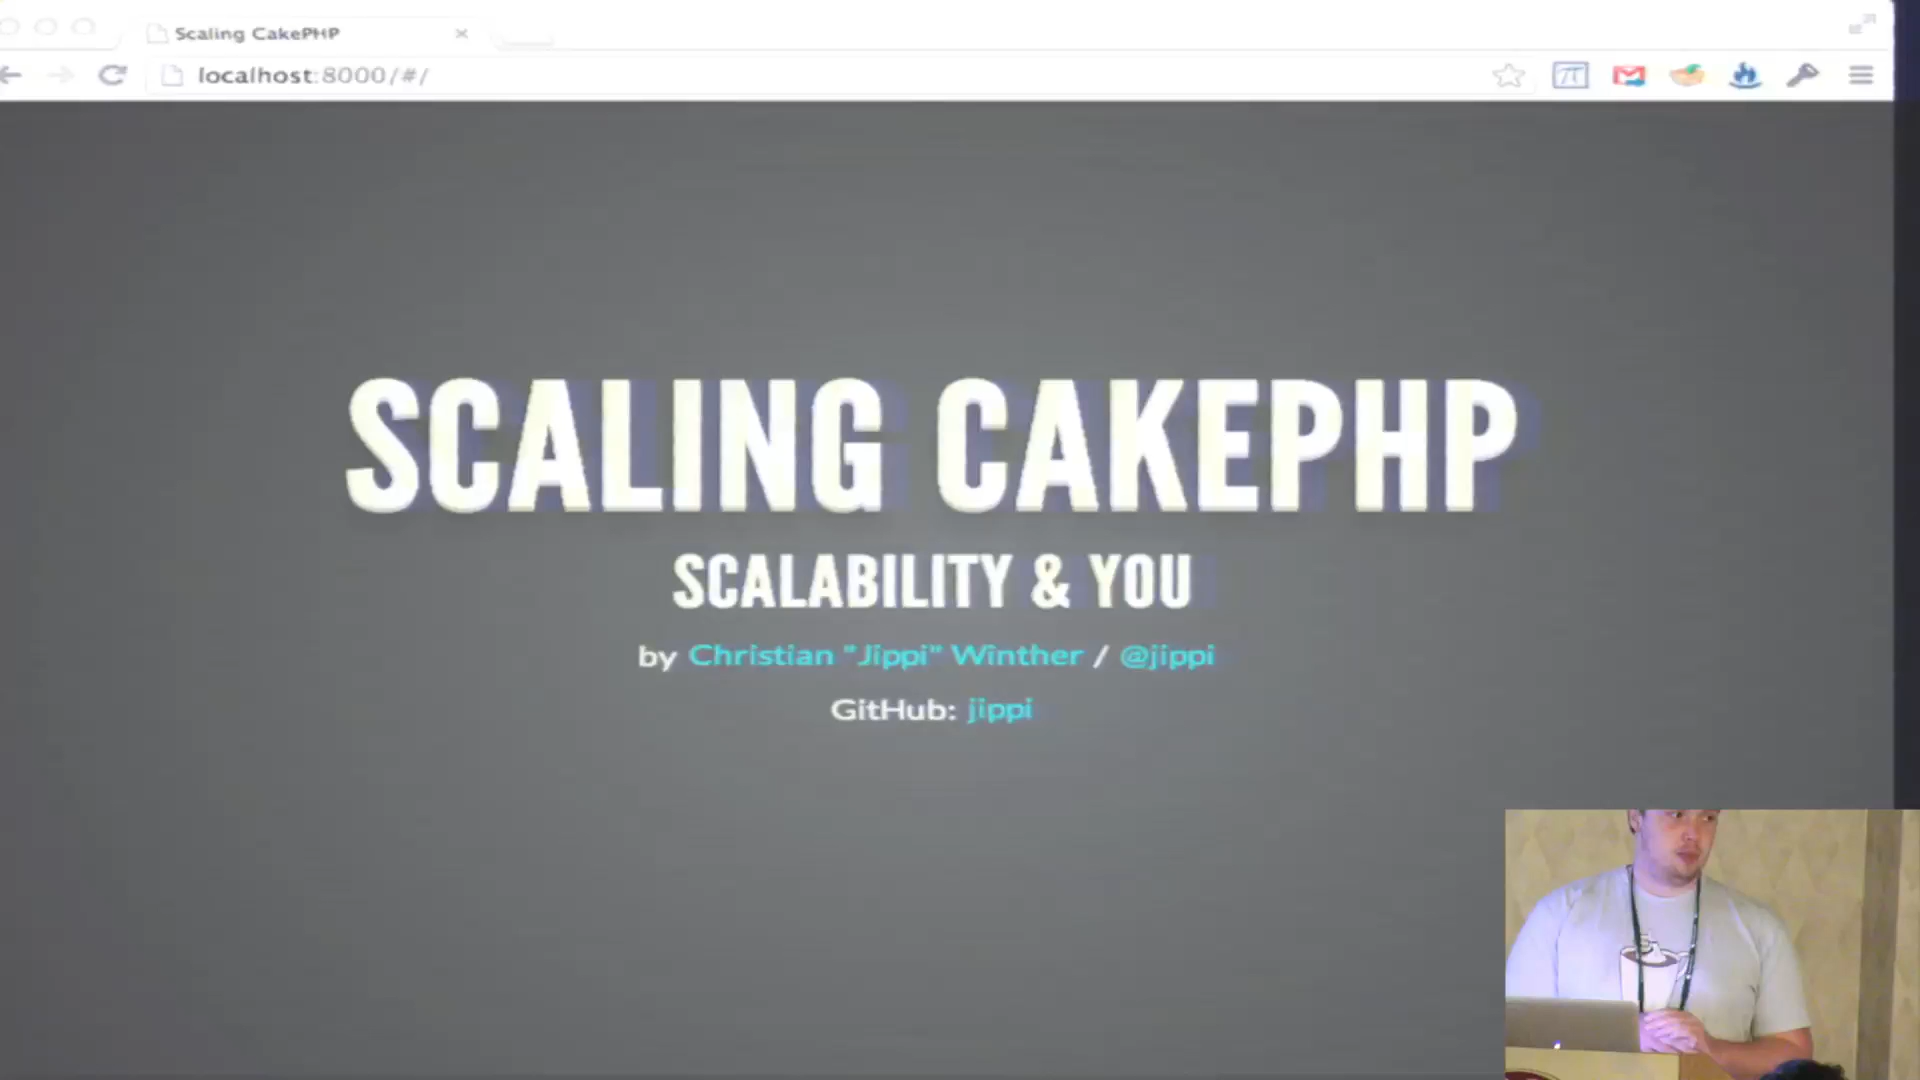 Scaling CakePHP
localhost:8000/#/
SCALING CAKEPHP
SCALABILITY & YOU
by Christian "Jippi" Winther / @jippi
GitHub: jippi